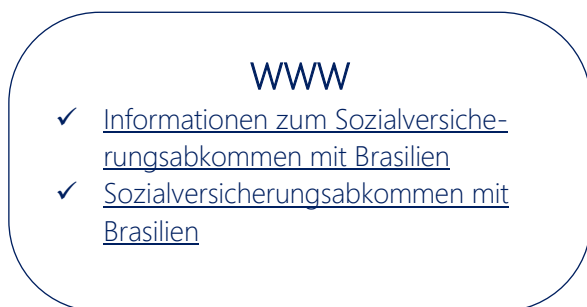 WWW
✓ Informationen zum Sozialversiche-
rungsabkommen mit Brasilien
✓ Sozialversicherungsabkommen mit
Brasilien